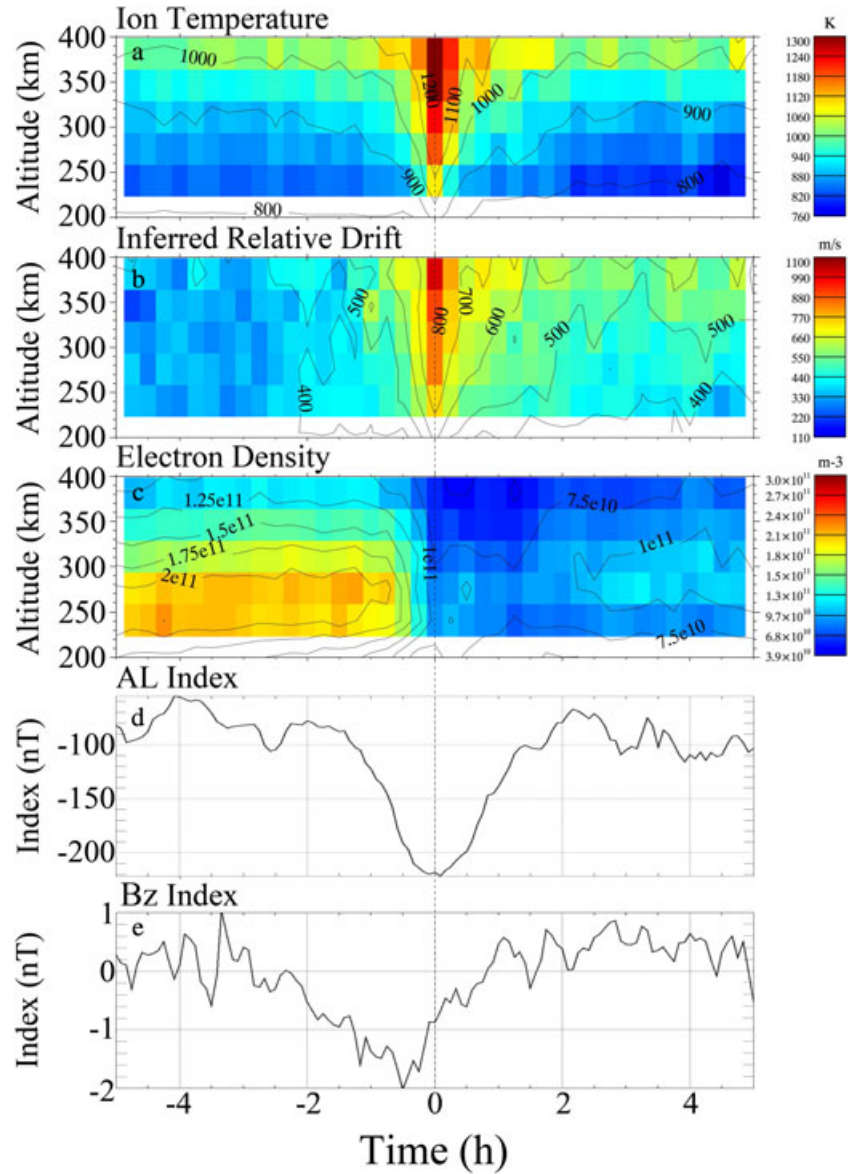 Ion Temperature
K
Altitude (km)
400
350
300
250
200
a
1000
1200
1100
1000
900
900
800
800
1300
1240
1180
1120
1060
1000
940
880
820
760
Inferred Relative Drift
m/s
Altitude (km)
400
350
300
250
200
b
500
400
800
700
600
500
500
400
1100
990
880
770
660
550
440
330
220
110
Electron Density
m-3
Altitude (km)
400
350
300
250
200
c
1.25e11
1.5e11
1.75e11
2e11
1e11
7.5e10
1e11
7.5e10
3.0×10¹¹
2.7×10¹¹
2.4×10¹¹
2.1×10¹¹
1.8×10¹¹
1.5×10¹¹
1.3×10¹¹
9.7×10¹⁰
6.8×10¹⁰
3.9×10¹⁰
AL Index
Index (nT)
-100
-150
-200
d
Bz Index
Index (nT)
1
0
-1
-2
e
-4 -2 0 2 4
Time (h)